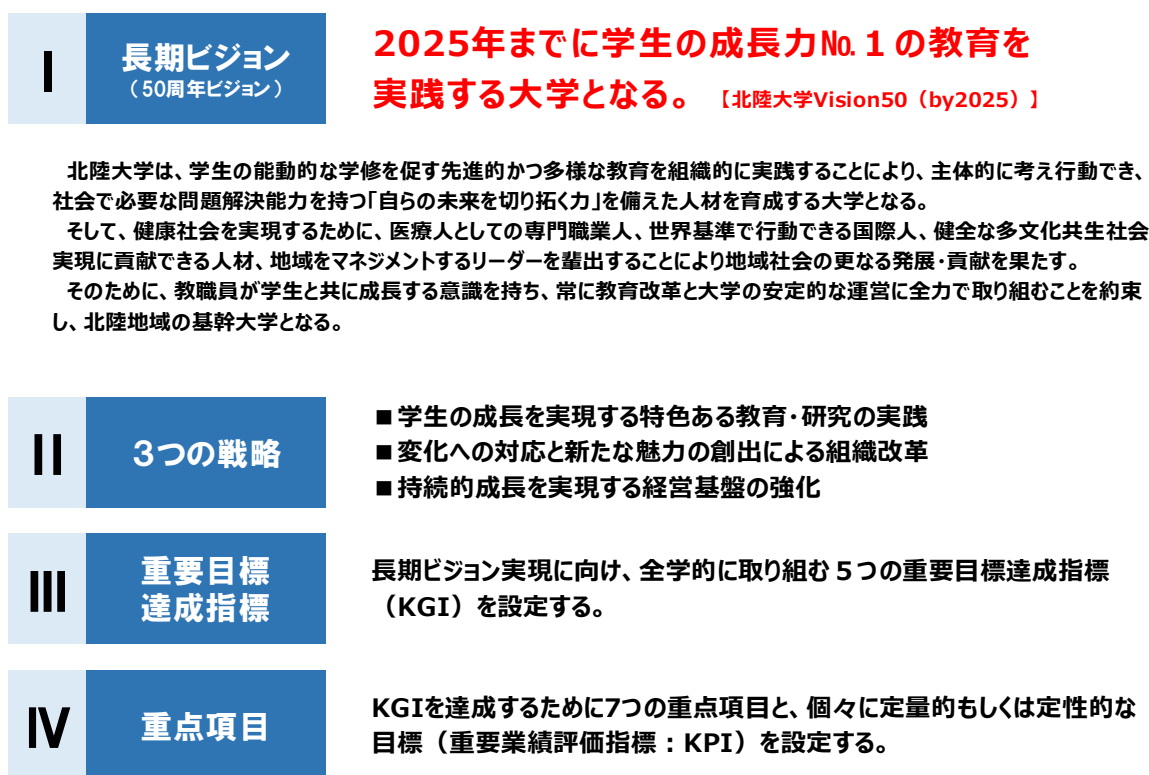 I
長期ビジョン
（50周年ビジョン）
2025年までに学生の成長力№１の教育を
実践する大学となる。【北陸大学Vision50（by2025）】
北陸大学は、学生の能動的な学修を促す先進的かつ多様な教育を組織的に実践することにより、主体的に考え行動でき、
社会で必要な問題解決能力を持つ「自らの未来を切り拓く力」を備えた人材を育成する大学となる。
そして、健康社会を実現するために、医療人としての専門職業人、世界基準で行動できる国際人、健全な多文化共生社会
実現に貢献できる人材、地域をマネジメントするリーダーを輩出することにより地域社会の更なる発展・貢献を果たす。
そのために、教職員が学生と共に成長する意識を持ち、常に教育改革と大学の安定的な運営に全力で取り組むことを約束
し、北陸地域の基幹大学となる。
II
３つの戦略
■学生の成長を実現する特色ある教育・研究の実践
■変化への対応と新たな魅力の創出による組織改革
■持続的成長を実現する経営基盤の強化
III
重要目標
達成指標
長期ビジョン実現に向け、全学的に取り組む５つの重要目標達成指標
（KGI）を設定する。
IV
重点項目
KGIを達成するために7つの重点項目と、個々に定量的もしくは定性的な
目標（重要業績評価指標：KPI）を設定する。